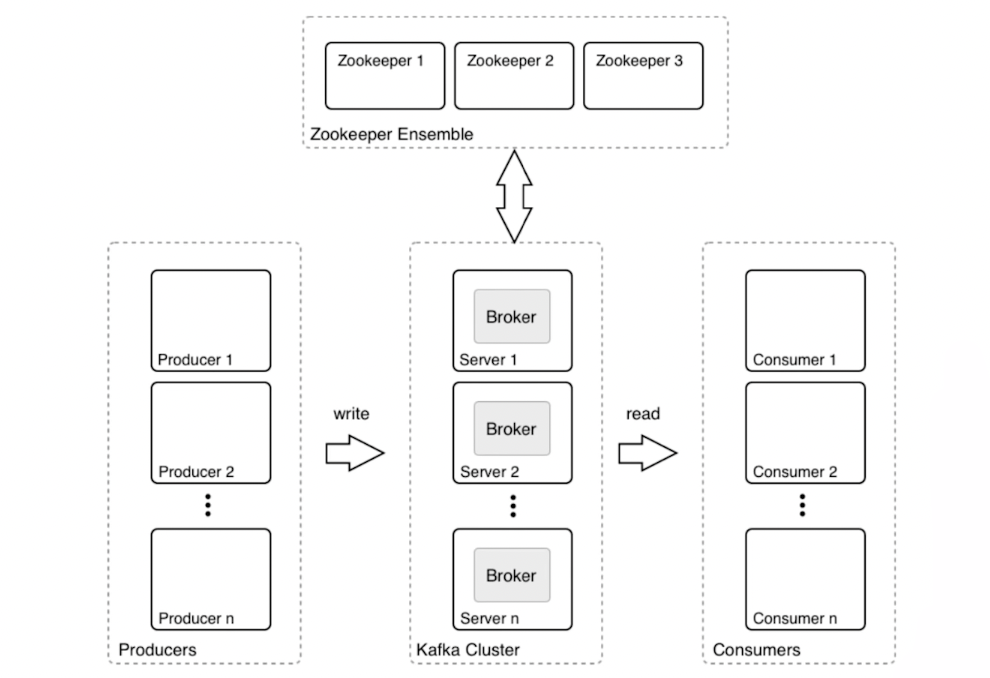 Zookeeper 1
Zookeeper 2
Zookeeper 3
Zookeeper Ensemble
Producer 1
Producer 2
Producer n
Producers
write
Broker
Server 1
Broker
Server 2
Broker
Server n
Kafka Cluster
read
Consumer 1
Consumer 2
Consumer n
Consumers